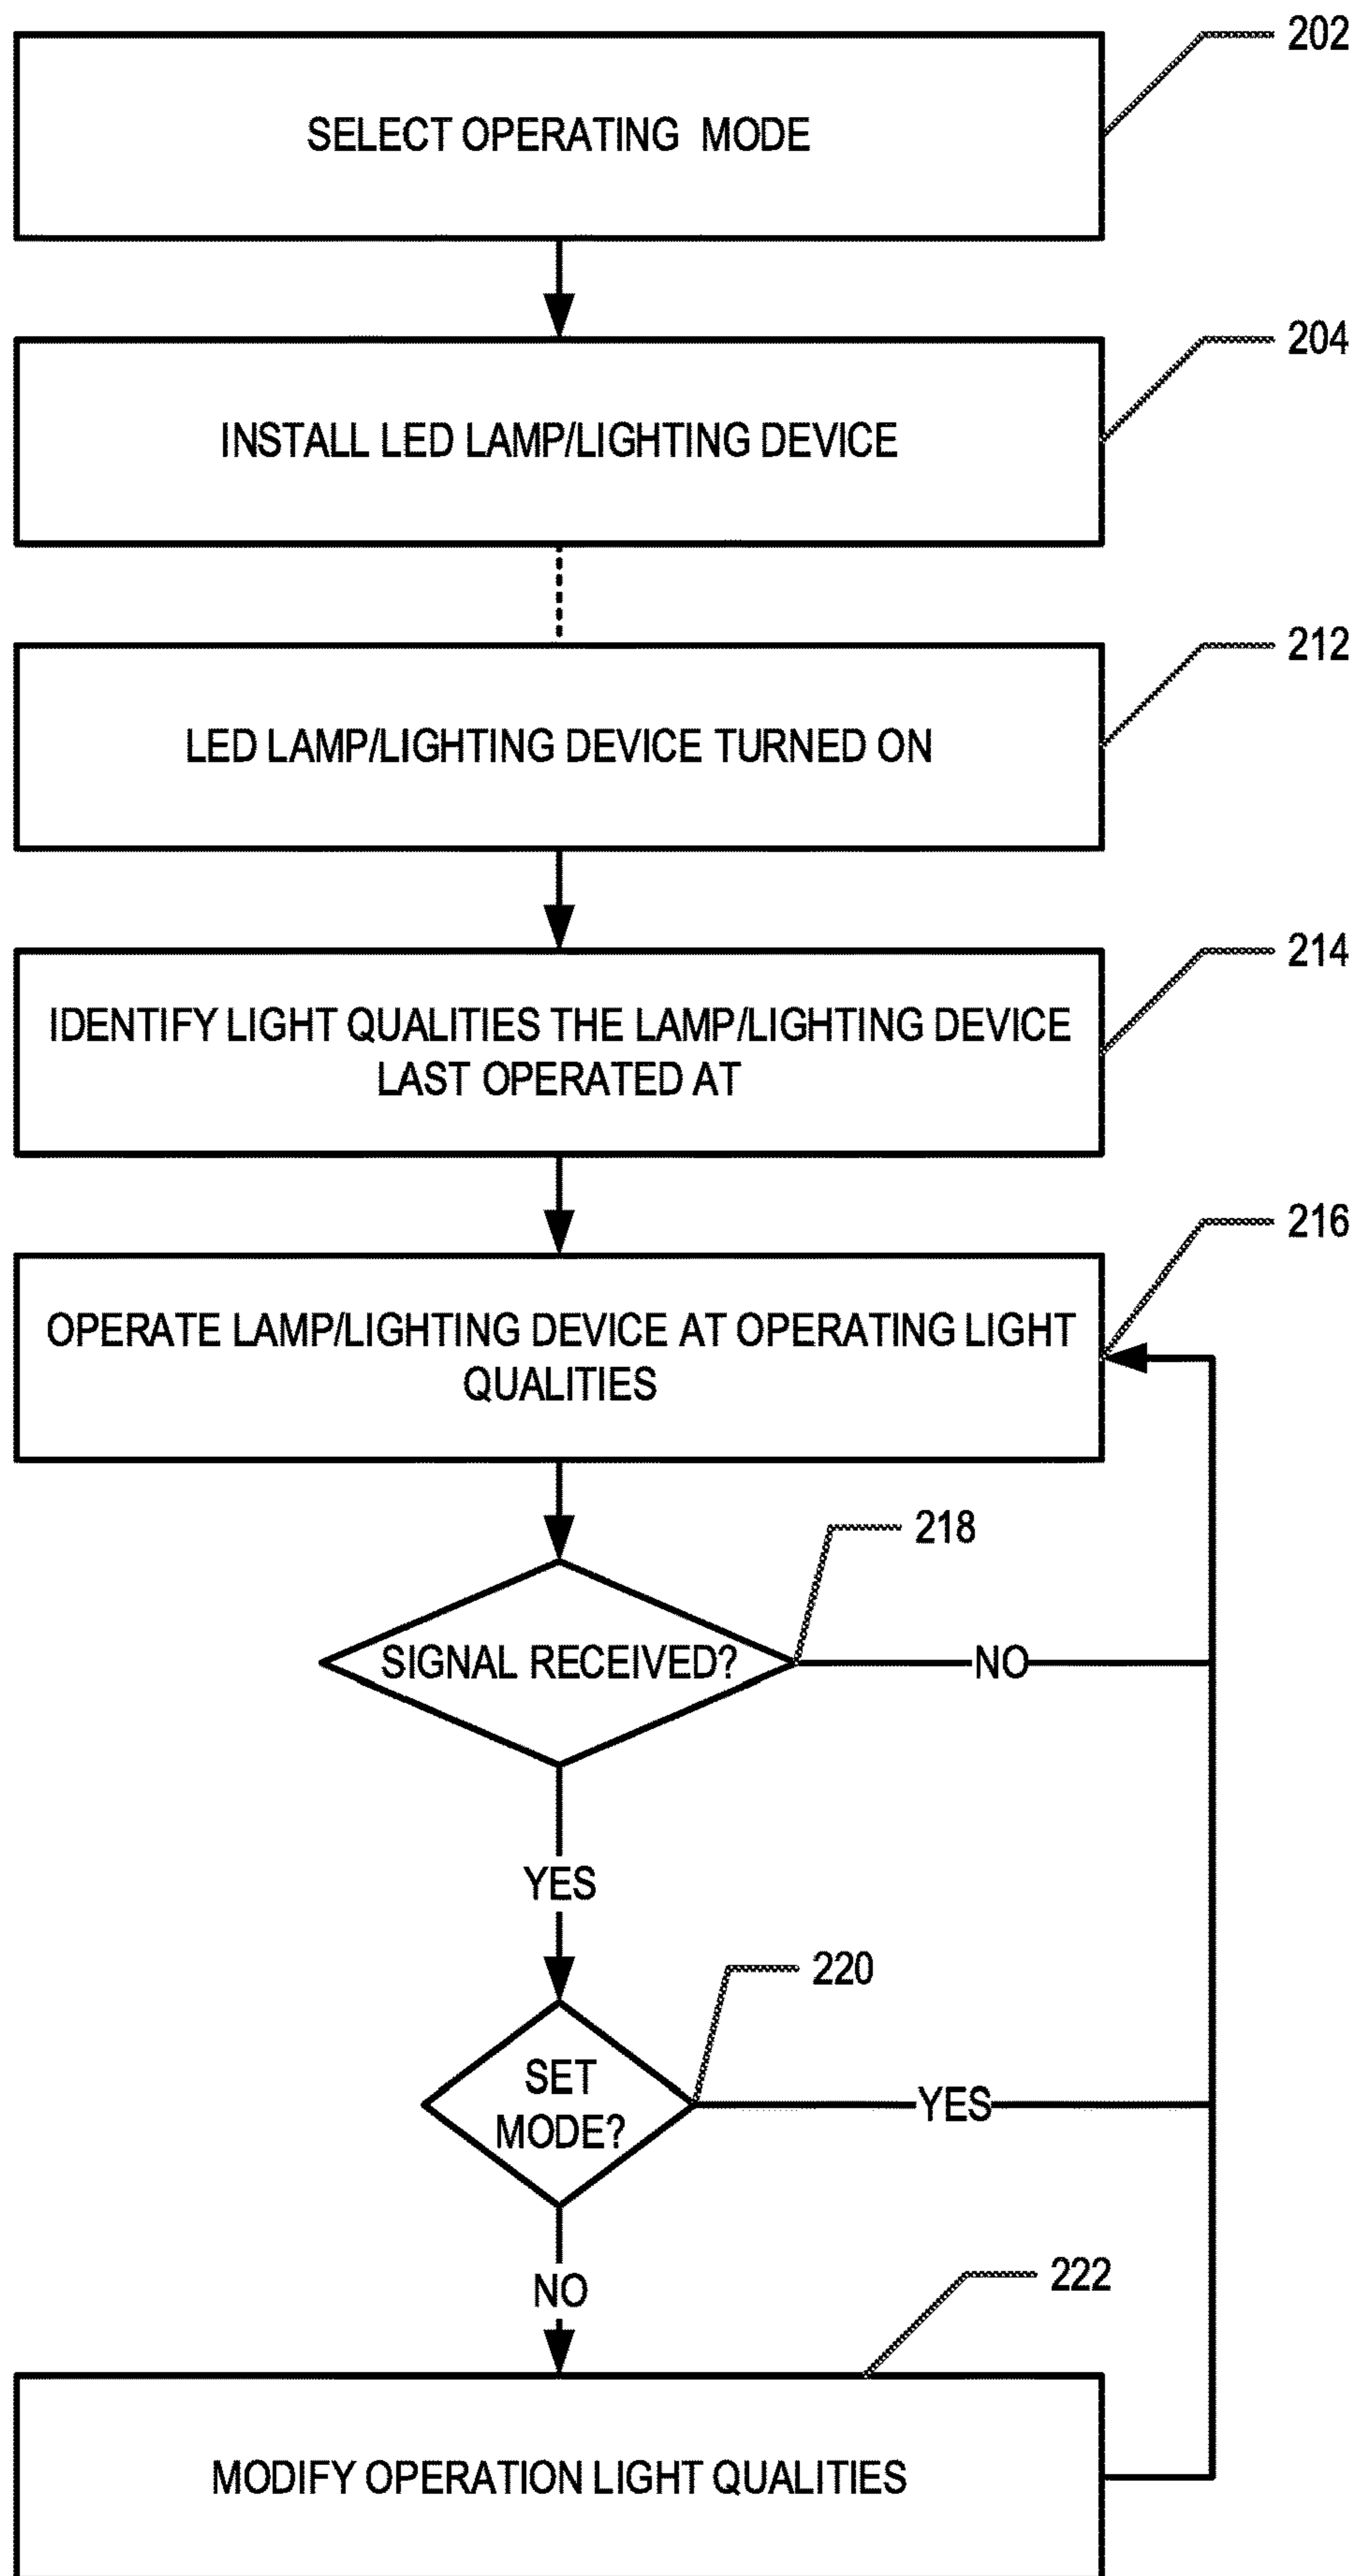 202
SELECT OPERATING MODE
204
INSTALL LED LAMP/LIGHTING DEVICE
212
LED LAMP/LIGHTING DEVICE TURNED ON
214
IDENTIFY LIGHT QUALITIES THE LAMP/LIGHTING DEVICE
LAST OPERATED AT
216
OPERATE LAMP/LIGHTING DEVICE AT OPERATING LIGHT
QUALITIES
218
SIGNAL RECEIVED?
NO
YES
220
SET
MODE?
YES
NO
222
MODIFY OPERATION LIGHT QUALITIES